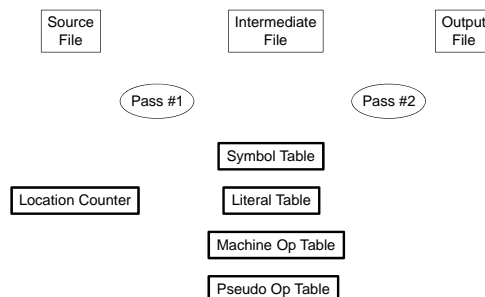 Source
File
Intermediate
File
Output
File
Pass #1
Pass #2
Symbol Table
Location Counter
Literal Table
Machine Op Table
Pseudo Op Table